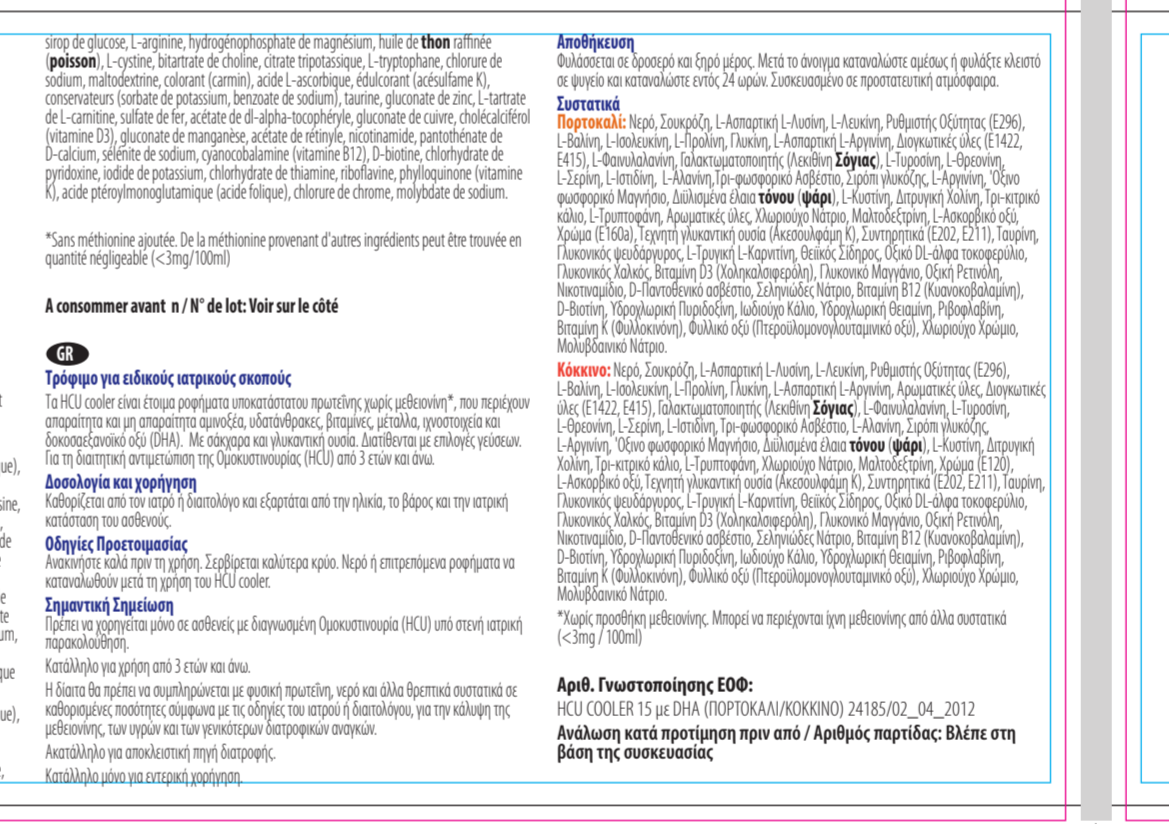 sirop de glucose, L-arginine, hydrogénophosphate de magnésium, huile de thon raffinée
(poisson), L-cystine, bitartrate de choline, citrate tripotassique, L-tryptophane, chlorure de
sodium, maltodextrine, colorant (carmin), acide L-ascorbique, édulcorant (acésulfame K),
conservateurs (sorbate de potassium, benzoate de sodium), taurine, gluconate de zinc, L-tartrate
de L-carnitine, sulfate de fer, acétate de dl-alpha-tocophéryle, gluconate de cuivre, cholécalciférol
(vitamine D3), gluconate de manganèse, acétate de rétinyle, nicotinamide, pantothénate de
D-calcium, sélénite de sodium, cyanocobalamine (vitamine B12), D-biotine, chlorhydrate de
pyridoxine, iodide de potassium, chlorhydrate de thiamine, riboflavine, phylloquinone (vitamine
K), acide ptéroylmonoglutamique (acide folique), chlorure de chrome, molybdate de sodium.
*Sans méthionine ajoutée. De la méthionine provenant d'autres ingrédients peut être trouvée en
quantité négligeable (<3mg/100ml)
A consommer avant n / N° de lot: Voir sur le côté
GR
Τρόφιμο για ειδικούς ιατρικούς σκοπούς
Τα HCU cooler είναι έτοιμα ροφήματα υποκατάστατου πρωτεΐνης χωρίς μεθειονίνη*, που περιέχουν
απαραίτητα και μη απαραίτητα αμινοξέα, υδατάνθρακες, βιταμίνες, μέταλλα, ιχνοστοιχεία και
δοκοσαεξανοϊκό οξύ (DHA). Με σάκχαρα και γλυκαντική ουσία. Διατίθενται με επιλογές γεύσεων.
Για τη διαιτητική αντιμετώπιση της Ομοκυστινουρίας (HCU) από 3 ετών και άνω.
Δοσολογία και χορήγηση
Καθορίζεται από τον ιατρό ή διαιτολόγο και εξαρτάται από την ηλικία, το βάρος και την ιατρική
κατάσταση του ασθενούς.
Οδηγίες Προετοιμασίας
Ανακινήστε καλά πριν τη χρήση. Σερβίρεται καλύτερα κρύο. Νερό ή επιτρεπόμενα ροφήματα να
καταναλωθούν μετά τη χρήση του HCU cooler.
Σημαντική Σημείωση
Πρέπει να χορηγείται μόνο σε ασθενείς με διαγνωσμένη Ομοκυστινουρία (HCU) υπό στενή ιατρική
παρακολούθηση.
Κατάλληλο για χρήση από 3 ετών και άνω.
Η δίαιτα θα πρέπει να συμπληρώνεται με φυσική πρωτεΐνη, νερό και άλλα θρεπτικά συστατικά σε
καθορισμένες ποσότητες σύμφωνα με τις οδηγίες του ιατρού ή διαιτολόγου, για την κάλυψη της
μεθειονίνης, των υγρών και των γενικότερων διατροφικών αναγκών.
Ακατάλληλο για αποκλειστική πηγή διατροφής.
Κατάλληλο μόνο για εντερική χορήγηση.
Αποθήκευση
Φυλάσσεται σε δροσερό και ξηρό μέρος. Μετά το άνοιγμα καταναλώστε αμέσως ή φυλάξτε κλειστό
σε ψυγείο και καταναλώστε εντός 24 ωρών. Συσκευασμένο σε προστατευτική ατμόσφαιρα.
Συστατικά
Πορτοκαλί: Νερό, Σουκρόζη, L-Ασπαρτική L-Λυσίνη, L-Λευκίνη, Ρυθμιστής Οξύτητας (E296),
L-Βαλίνη, L-Ισολευκίνη, L-Προλίνη, Γλυκίνη, L-Ασπαρτική L-Αργινίνη, Διογκωτικές ύλες (E1422,
E415), L-Φαινυλαλανίνη, Γαλακτωματοποιητής (Λεκιθίνη Σόγιας), L-Τυροσίνη, L-Θρεονίνη,
L-Σερίνη, L-Ιστιδίνη, L-Αλανίνη,Τρι-φωσφορικό Ασβέστιο, Σιρόπι γλυκόζης, L-Αργινίνη, 'Οξινο
φωσφορικό Μαγνήσιο, Διϋλισμένα έλαια τόνου (ψάρι), L-Κυστίνη, Διτρυγική Χολίνη, Τρι-κιτρικό
κάλιο, L-Τρυπτοφάνη, Αρωματικές ύλες, Χλωριούχο Νάτριο, Μαλτοδεξτρίνη, L-Ασκορβικό οξύ,
Χρώμα (E160a),Τεχνητή γλυκαντική ουσία (Ακεσουλφάμη Κ), Συντηρητικά (E202, E211), Ταυρίνη,
Γλυκονικός ψευδάργυρος, L-Τρυγική L-Καρνιτίνη, Θειϊκός Σίδηρος, Οξικό DL-άλφα τοκοφερύλιο,
Γλυκονικός Χαλκός, Βιταμίνη D3 (Χοληκαλσιφερόλη), Γλυκονικό Μαγγάνιο, Οξική Ρετινόλη,
Νικοτιναμίδιο, D-Παντοθενικό ασβέστιο, Σεληνιώδες Νάτριο, Βιταμίνη B12 (Κυανοκοβαλαμίνη),
D-Βιοτίνη, Υδροχλωρική Πυριδοξίνη, Ιωδιούχο Κάλιο, Υδροχλωρική Θειαμίνη, Ριβοφλαβίνη,
Βιταμίνη Κ (Φυλλοκινόνη), Φυλλικό οξύ (Πτεροϋλομονογλουταμινικό οξύ), Χλωριούχο Χρώμιο,
Μολυβδαινικό Νάτριο.
Κόκκινο: Νερό, Σουκρόζη, L-Ασπαρτική L-Λυσίνη, L-Λευκίνη, Ρυθμιστής Οξύτητας (E296),
L-Βαλίνη, L-Ισολευκίνη, L-Προλίνη, Γλυκίνη, L-Ασπαρτική L-Αργινίνη, Αρωματικές ύλες, Διογκωτικές
ύλες (E1422, E415), Γαλακτωματοποιητής (Λεκιθίνη Σόγιας), L-Φαινυλαλανίνη, L-Τυροσίνη,
L-Θρεονίνη, L-Σερίνη, L-Ιστιδίνη, Τρι-φωσφορικό Ασβέστιο, L-Αλανίνη, Σιρόπι γλυκόζης,
L-Αργινίνη, 'Οξινο φωσφορικό Μαγνήσιο, Διϋλισμένα έλαια τόνου (ψάρι), L-Κυστίνη, Διτρυγική
Χολίνη, Τρι-κιτρικό κάλιο, L-Τρυπτοφάνη, Χλωριούχο Νάτριο, Μαλτοδεξτρίνη, Χρώμα (E120),
L-Ασκορβικό οξύ, Τεχνητή γλυκαντική ουσία (Ακεσουλφάμη Κ), Συντηρητικά (E202, E211), Ταυρίνη,
Γλυκονικός ψευδάργυρος, L-Τρυγική L-Καρνιτίνη, Θειϊκός Σίδηρος, Οξικό DL-άλφα τοκοφερύλιο,
Γλυκονικός Χαλκός, Βιταμίνη D3 (Χοληκαλσιφερόλη), Γλυκονικό Μαγγάνιο, Οξική Ρετινόλη,
Νικοτιναμίδιο, D-Παντοθενικό ασβέστιο, Σεληνιώδες Νάτριο, Βιταμίνη B12 (Κυανοκοβαλαμίνη),
D-Βιοτίνη, Υδροχλωρική Πυριδοξίνη, Ιωδιούχο Κάλιο, Υδροχλωρική Θειαμίνη, Ριβοφλαβίνη,
Βιταμίνη Κ (Φυλλοκινόνη), Φυλλικό οξύ (Πτεροϋλομονογλουταμινικό οξύ), Χλωριούχο Χρώμιο,
Μολυβδαινικό Νάτριο.
*Χωρίς προσθήκη μεθειονίνης. Μπορεί να περιέχονται ίχνη μεθειονίνης από άλλα συστατικά
(<3mg / 100ml)
Αριθ. Γνωστοποίησης ΕΟΦ:
HCU COOLER 15 με DHA (ΠΟΡΤΟΚΑΛΙ/ΚΟΚΚΙΝΟ) 24185/02_04_2012
Ανάλωση κατά προτίμηση πριν από / Αριθμός παρτίδας: Βλέπε στη
βάση της συσκευασίας